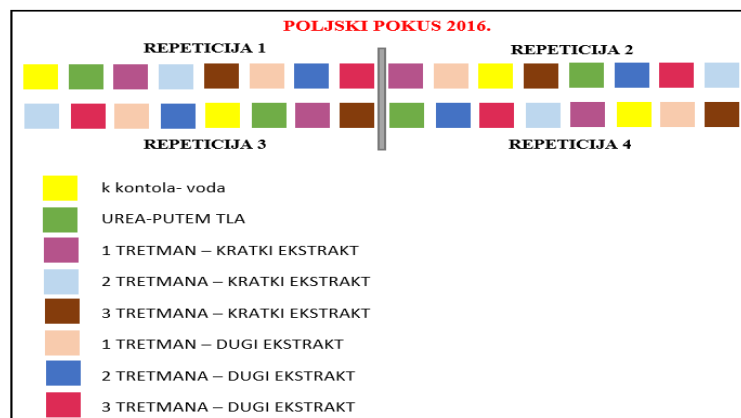 POLJSKI POKUS 2016.
REPETICIJA 1
REPETICIJA 2
REPETICIJA 3
REPETICIJA 4
k kontola- voda
UREA-PUTEM TLA
1 TRETMAN – KRATKI EKSTRAKT
2 TRETMANA – KRATKI EKSTRAKT
3 TRETMANA – KRATKI EKSTRAKT
1 TRETMAN – DUGI EKSTRAKT
2 TRETMANA – DUGI EKSTRAKT
3 TRETMANA – DUGI EKSTRAKT